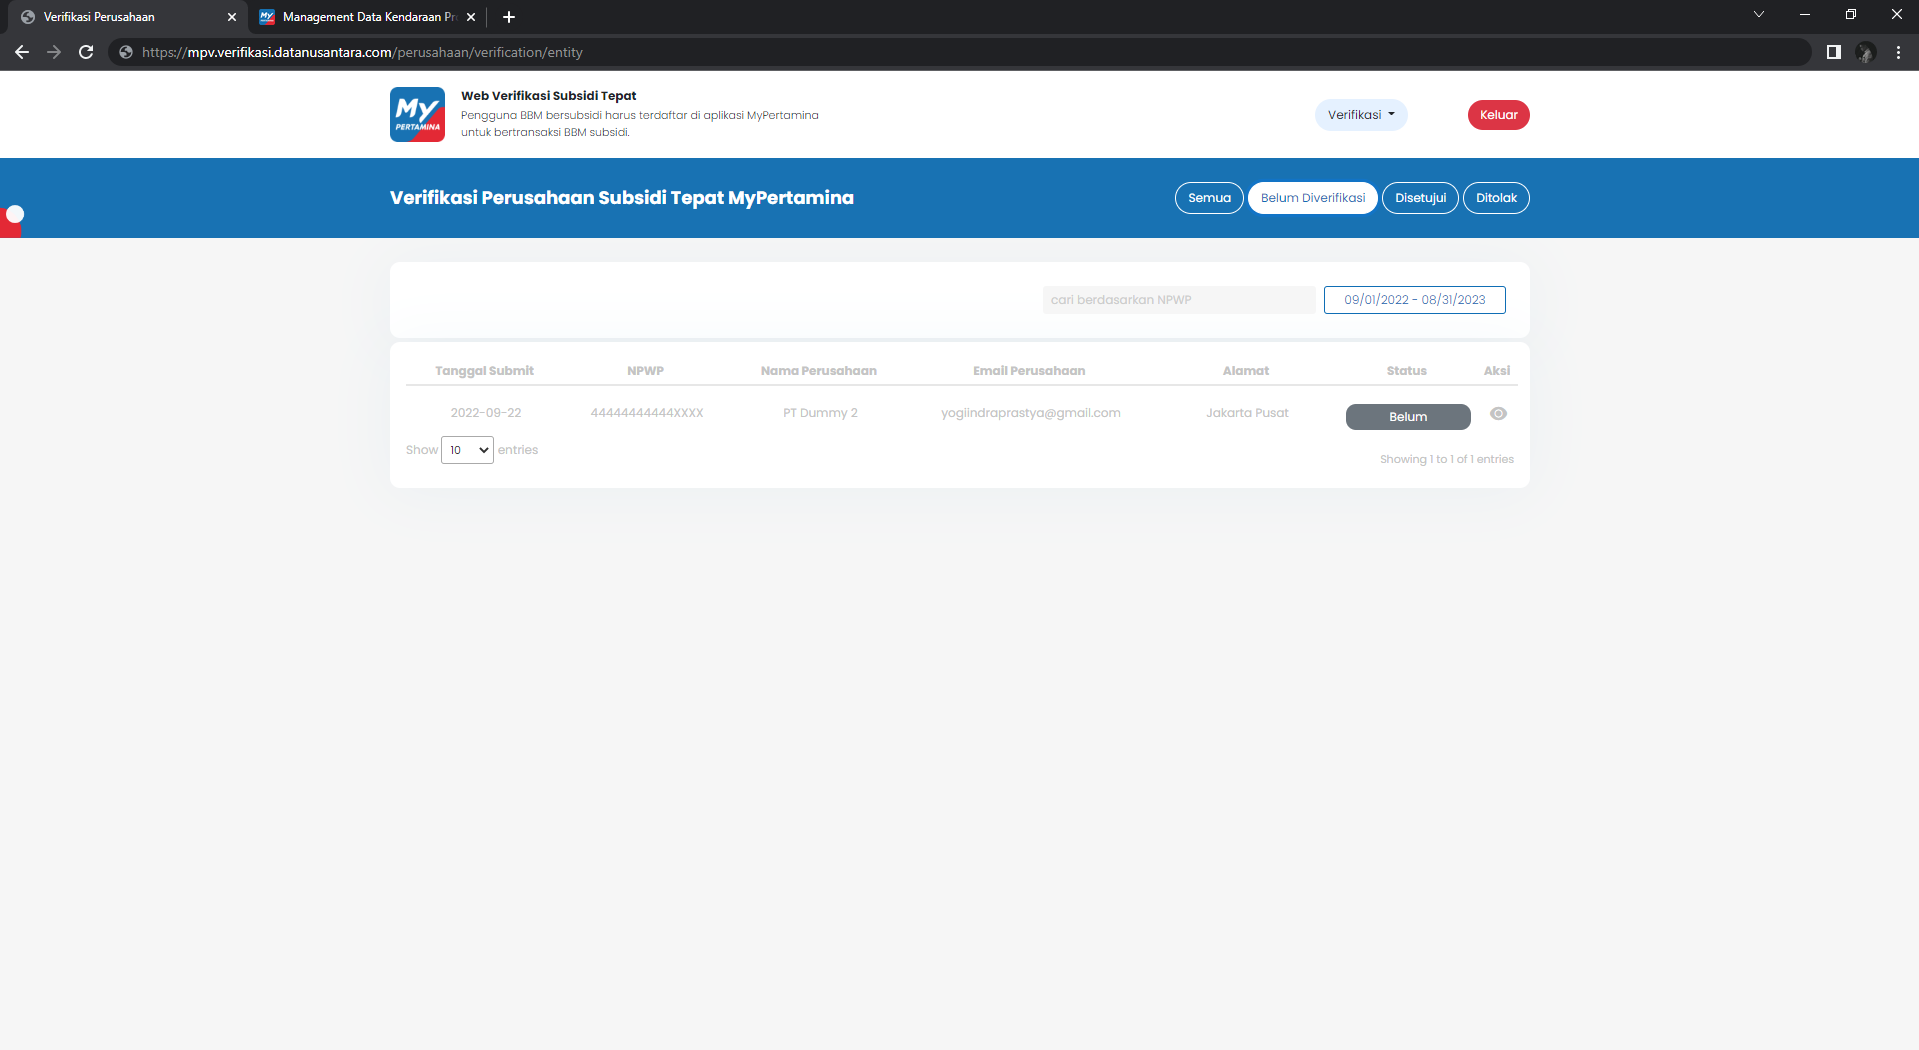 Verifikasi Perusahaan
Management Data Kendaraan Pr
https://mpv.verifikasi.datanusantara.com/perusahaan/verification/entity
My
PERTAMINA
Web Verifikasi Subsidi Tepat
Pengguna BBM bersubsidi harus terdaftar di aplikasi MyPertamina
untuk bertransaksi BBM subsidi.
Verifikasi
Keluar
Verifikasi Perusahaan Subsidi Tepat MyPertamina
Semua
Belum Diverifikasi
Disetujui
Ditolak
cari berdasarkan NPWP
09/01/2022 - 08/31/2023
Tanggal Submit NPWP Nama Perusahaan Email Perusahaan Alamat Status Aksi
2022-09-22 44444444444XXXX PT Dummy 2 yogiindraprastya@gmail.com Jakarta Pusat Belum
Show 10 entries
Showing 1 to 1 of 1 entries